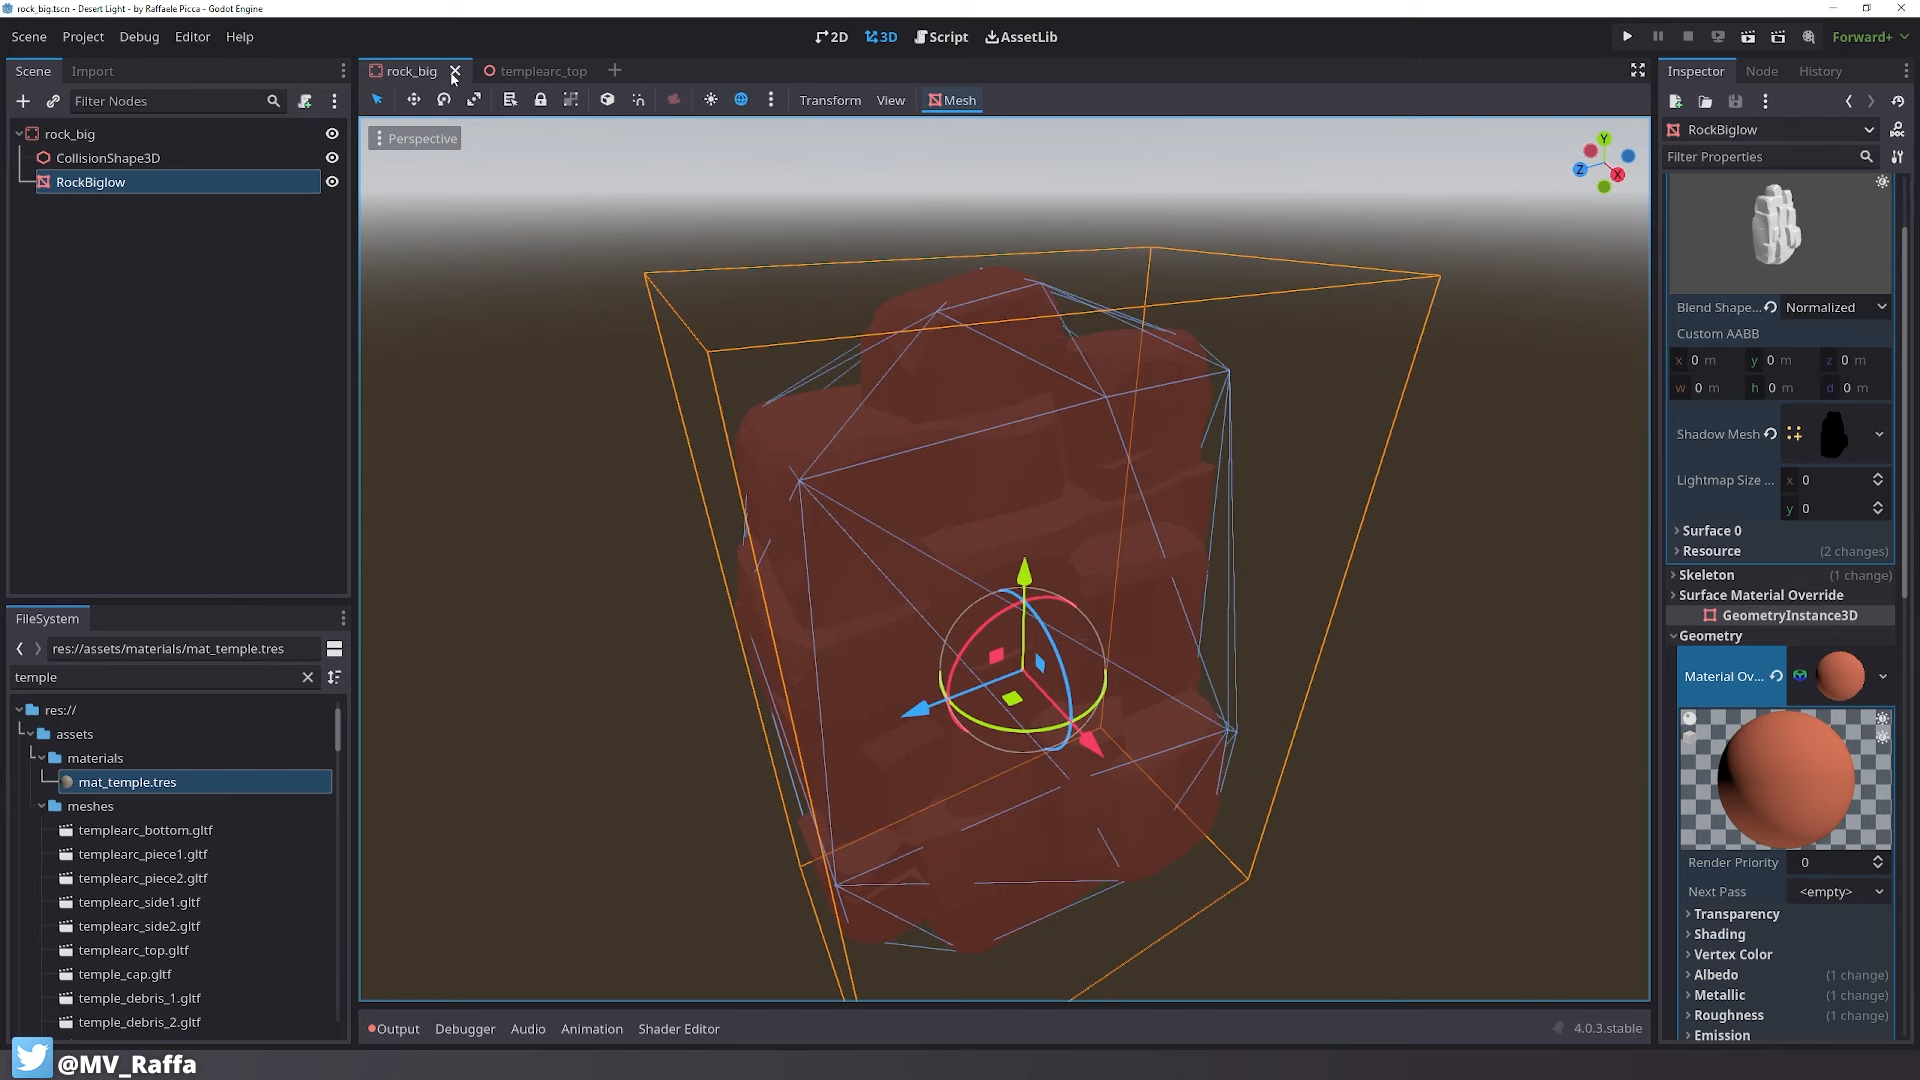 rock_big.tscn - Desert Light - by Raffaele Picca - Godot Engine
Scene Project Debug Editor Help
2D 3D Script AssetLib
Forward+
Scene Import
rock_big templearc_top
Inspector Node History
Filter Nodes
Transform View Mesh
rock_big
CollisionShape3D
RockBiglow
Perspective
Y
Z
X
RockBiglow
Filter Properties
Blend Shape... Normalized
Custom AABB
x 0 m y 0 m z 0 m
w 0 m h 0 m d 0 m
Shadow Mesh
Lightmap Size ... x 0
y 0
Surface 0
Resource (2 changes)
Skeleton (1 change)
Surface Material Override
GeometryInstance3D
Geometry
Material Ov...
Render Priority 0
Next Pass <empty>
Transparency
Shading
Vertex Color
Albedo (1 change)
Metallic (1 change)
Roughness (1 change)
Emission
FileSystem
res://assets/materials/mat_temple.tres
temple
res://
assets
materials
mat_temple.tres
meshes
templearc_bottom.gltf
templearc_piece1.gltf
templearc_piece2.gltf
templearc_side1.gltf
templearc_side2.gltf
templearc_top.gltf
temple_cap.gltf
temple_debris_1.gltf
temple_debris_2.gltf
Output Debugger Audio Animation Shader Editor
4.0.3.stable
@MV_Raffa